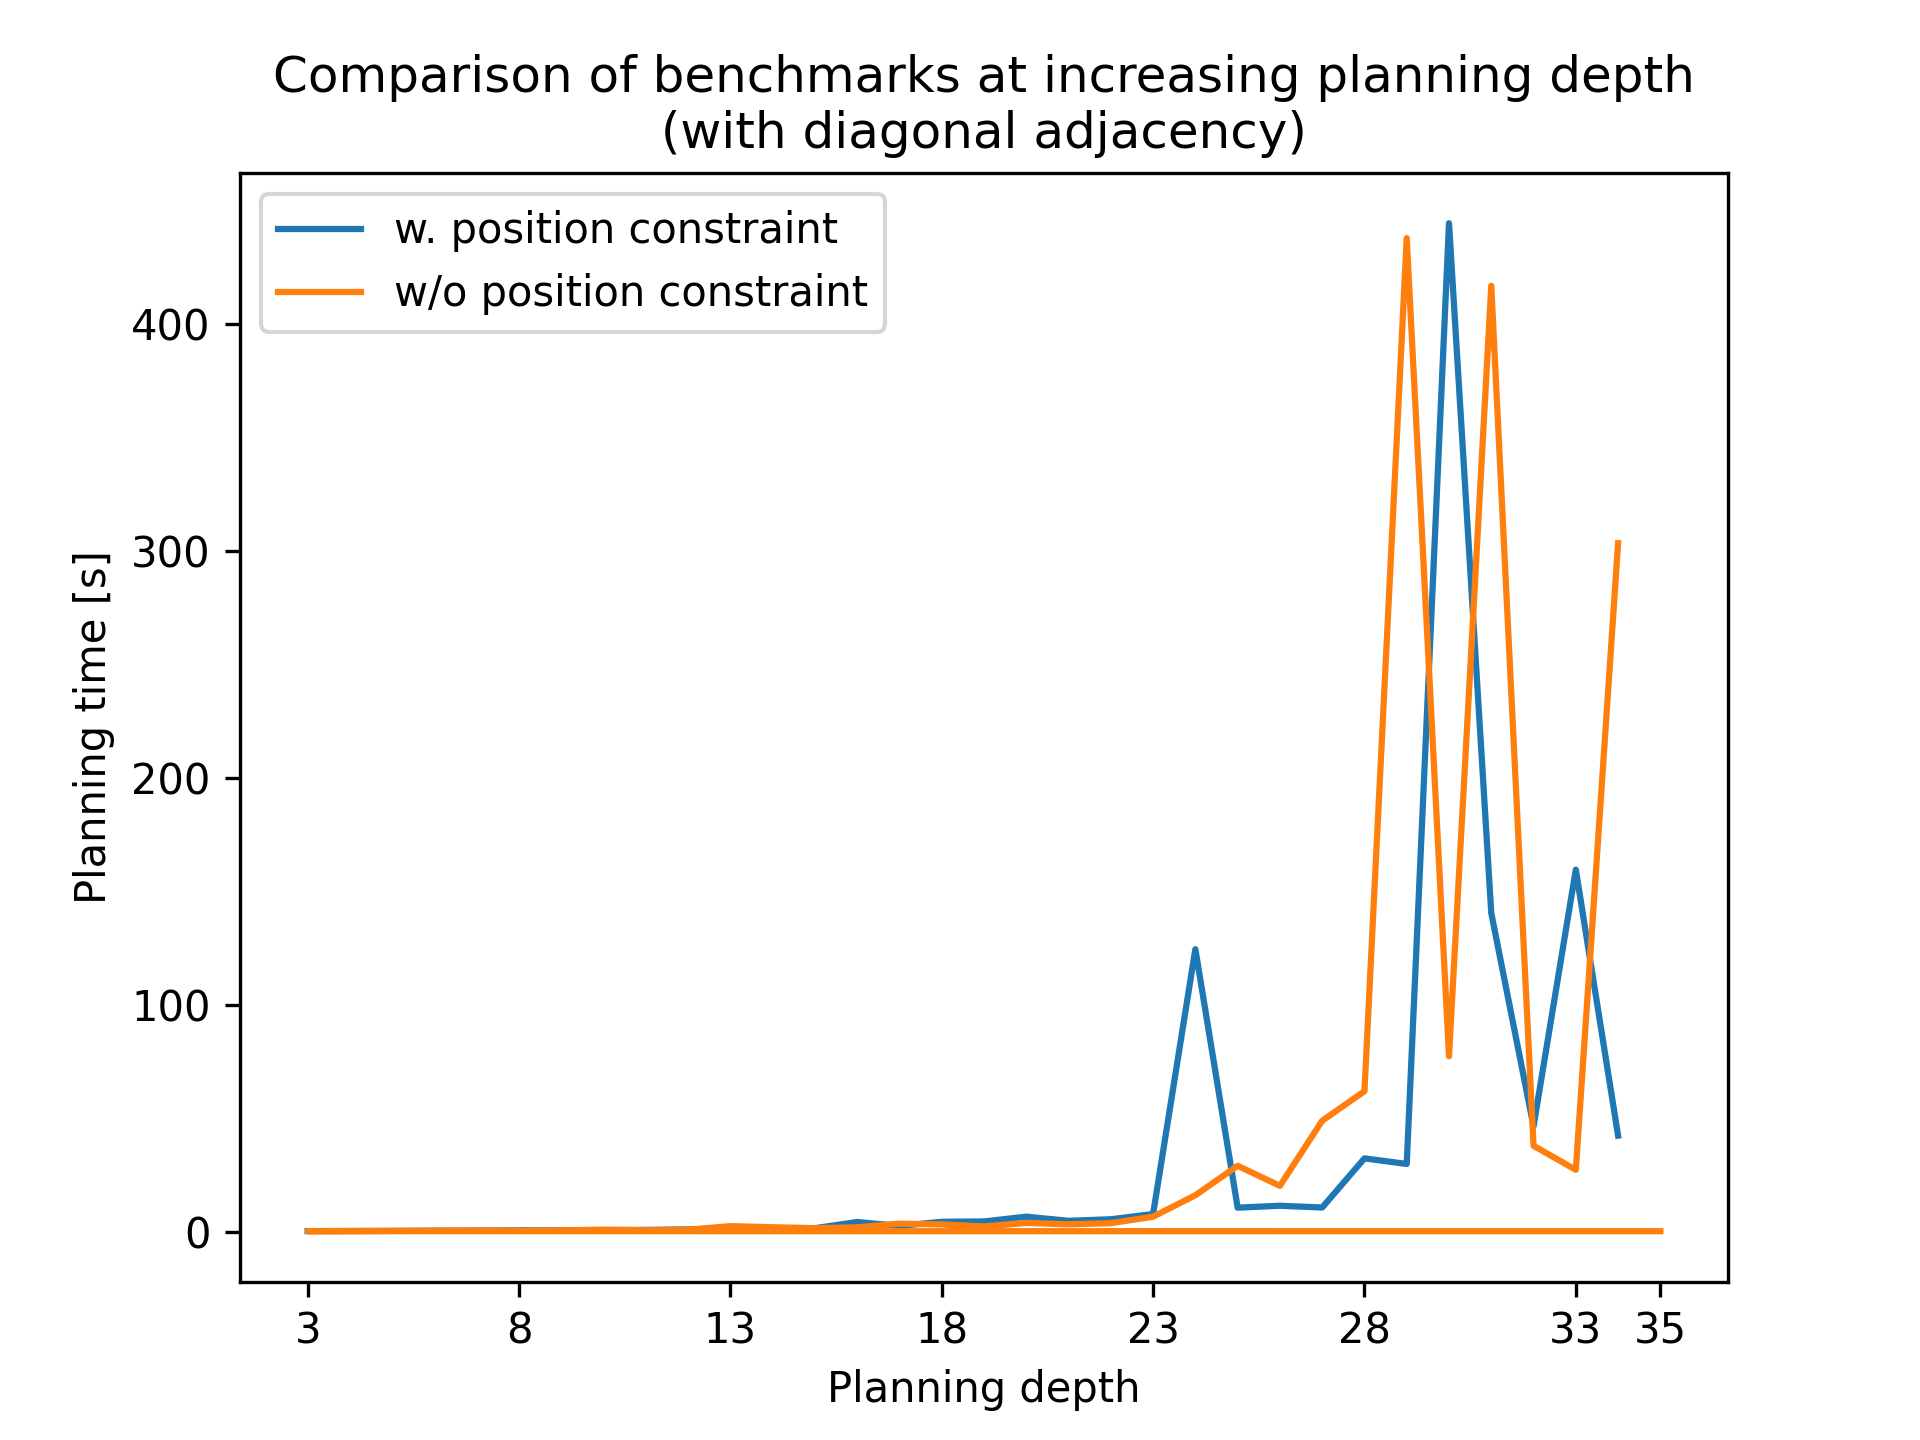 Comparison of benchmarks at increasing planning depth
(with diagonal adjacency)
w. position constraint
w/o position constraint
Planning time [s]
400
300
200
100
0
3 8 13 18 23 28 33 35
Planning depth